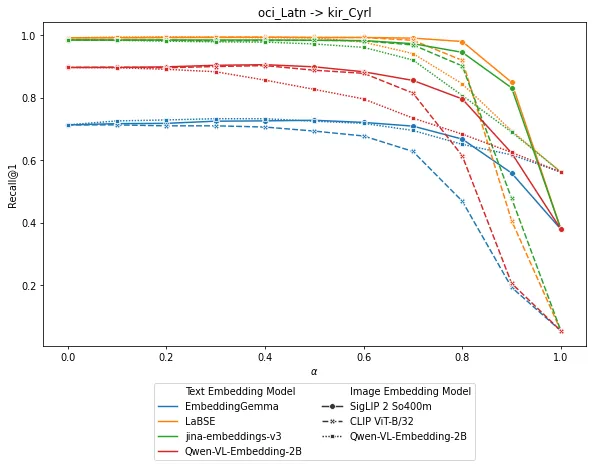 oci_Latn -> kir_Cyrl
Recall@1
1.0
0.8
0.6
0.4
0.2
0.0 0.2 0.4 0.6 0.8 1.0
α
Text Embedding Model Image Embedding Model
EmbeddingGemma SigLIP 2 So400m
LaBSE CLIP ViT-B/32
jina-embeddings-v3 Qwen-VL-Embedding-2B
Qwen-VL-Embedding-2B